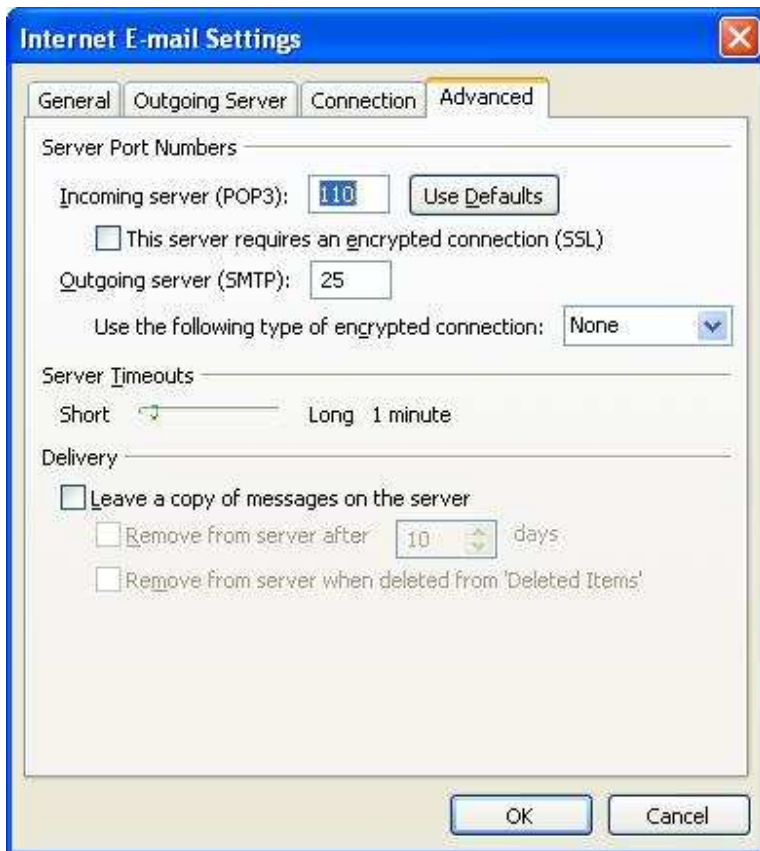 Internet E-mail Settings
General Outgoing Server Connection Advanced
Server Port Numbers
Incoming server (POP3): 110 Use Defaults
This server requires an encrypted connection (SSL)
Outgoing server (SMTP): 25
Use the following type of encrypted connection: None
Server Timeouts
Short Long 1 minute
Delivery
Leave a copy of messages on the server
Remove from server after 10 days
Remove from server when deleted from 'Deleted Items'
OK Cancel